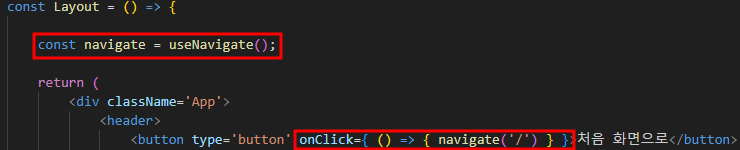 const Layout = () => {
const navigate = useNavigate();
return (
<div className='App'>
<header>
<button type='button' onClick={ () => { navigate('/') } }>처음 화면으로</button>